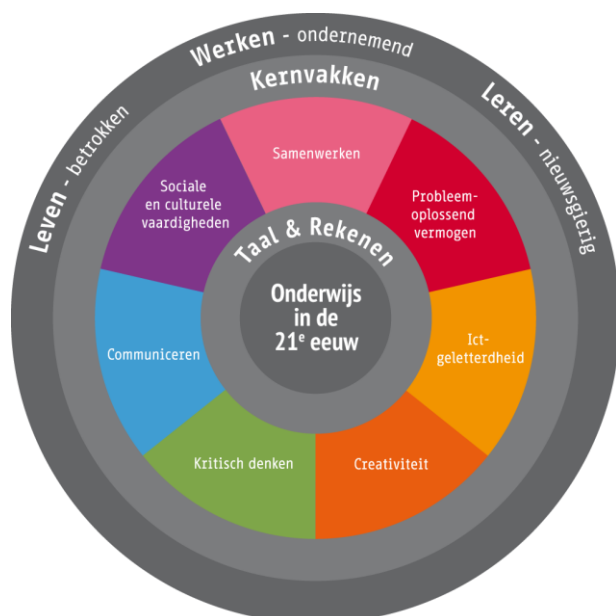 Werken - ondernemend
Leven - betrokken
Leren - nieuwsgierig
Kernvakken
Samenwerken
Sociale
en culturele
vaardigheden
Probleem-
oplossend
vermogen
Taal & Rekenen
Onderwijs
in de
21e eeuw
Communiceren
Ict-
geletterdheid
Kritisch denken
Creativiteit